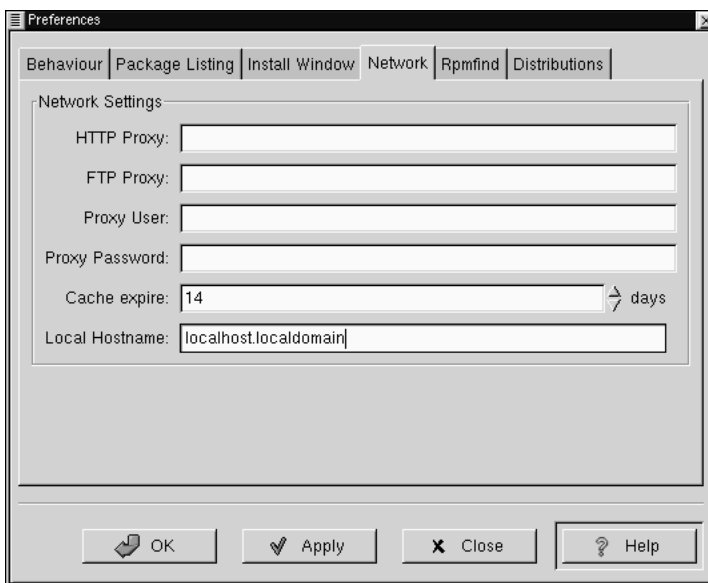 Preferences
Behaviour Package Listing Install Window Network Rpmfind Distributions
Network Settings
HTTP Proxy:
FTP Proxy:
Proxy User:
Proxy Password:
Cache expire: 14 days
Local Hostname: localhost.localdomain
OK Apply Close Help